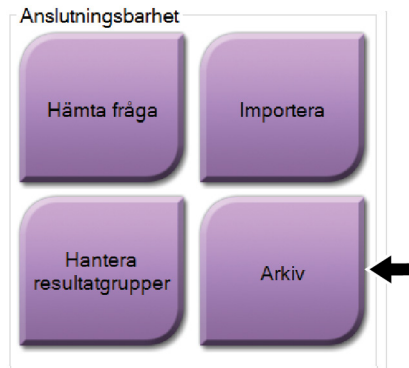 Anslutningsbarhet
Hämta fråga
Importera
Hantera
resultatgrupper
Arkiv